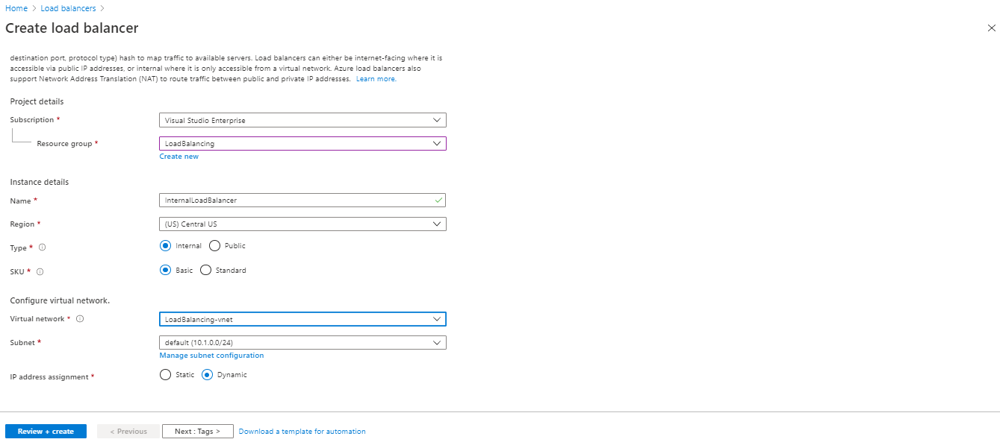 Home > Load balancers >
Create load balancer
destination port, protocol type) hash to map traffic to available servers. Load balancers can either be internet-facing where it is
accessible via public IP addresses, or internal where it is only accessible from a virtual network. Azure load balancers also
support Network Address Translation (NAT) to route traffic between public and private IP addresses. Learn more.
Project details
Subscription * Visual Studio Enterprise
Resource group * LoadBalancing
Create new
Instance details
Name * InternalLoadBalancer
Region * (US) Central US
Type * Internal Public
SKU * Basic Standard
Configure virtual network.
Virtual network * LoadBalancing-vnet
Subnet * default (10.1.0.0/24)
Manage subnet configuration
IP address assignment * Static Dynamic
Review + create < Previous Next : Tags > Download a template for automation